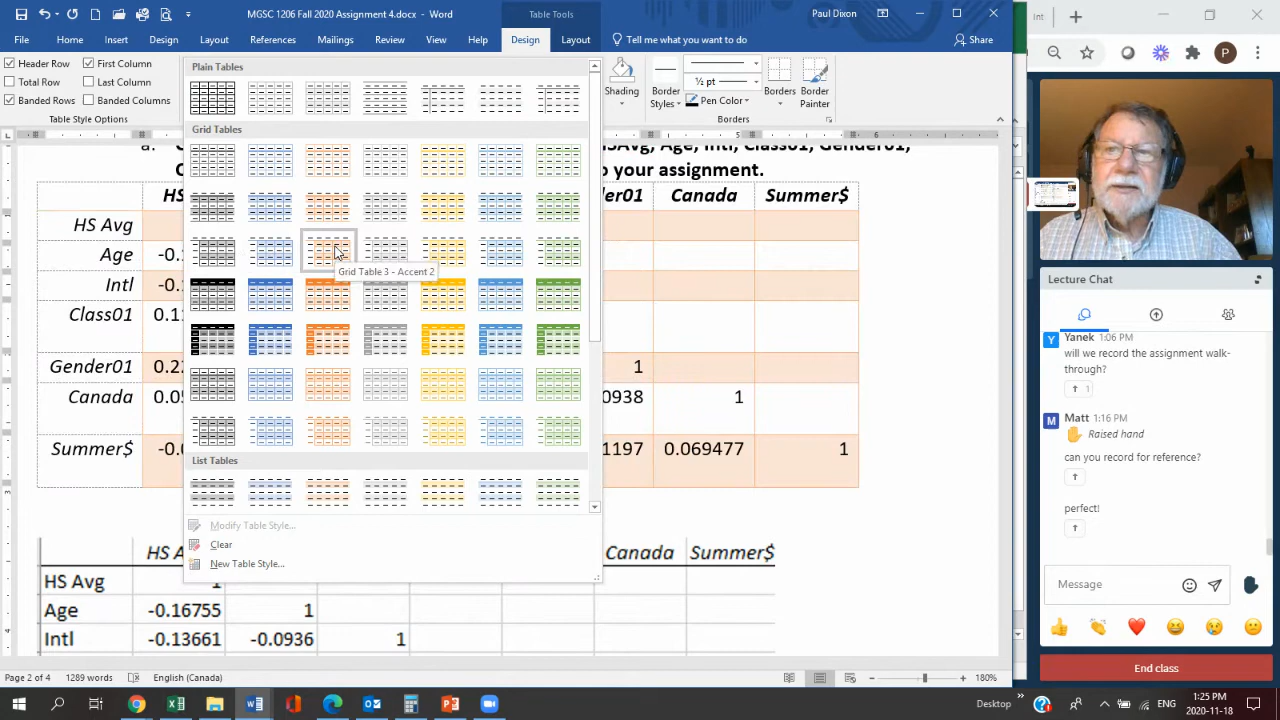 MGSC 1206 Fall 2020 Assignment 4.docx - Word
Table Tools
Paul Dixon
File Home Insert Design Layout References Mailings Review View Help Design Layout Tell me what you want to do Share
Header Row First Column
Total Row Last Column
Banded Rows Banded Columns
Table Style Options
Shading
Border Styles
½ pt
Pen Color
Borders
Border Painter
Borders
Plain Tables
Grid Tables
Grid Table 3 - Accent 2
List Tables
Modify Table Style...
Clear
New Table Style...
5 6
a. HSAvg, Age, Intl, Class01, Gender01,
o your assignment.
Canada Summer$
HS Avg
Age
Intl
Class01
Gender01 1
Canada 1
Summer$ 0.069477 1
Canada Summer$
HS Avg 1
Age -0.16755 1
Intl -0.13661 -0.0936 1
Page 2 of 4 1289 words English (Canada) 180%
P
Lecture Chat
Yanek 1:06 PM
will we record the assignment walk-
through?
1
Matt 1:16 PM
Raised hand
can you record for reference?
perfect!
Message
End class
Desktop ENG 1:25 PM
2020-11-18